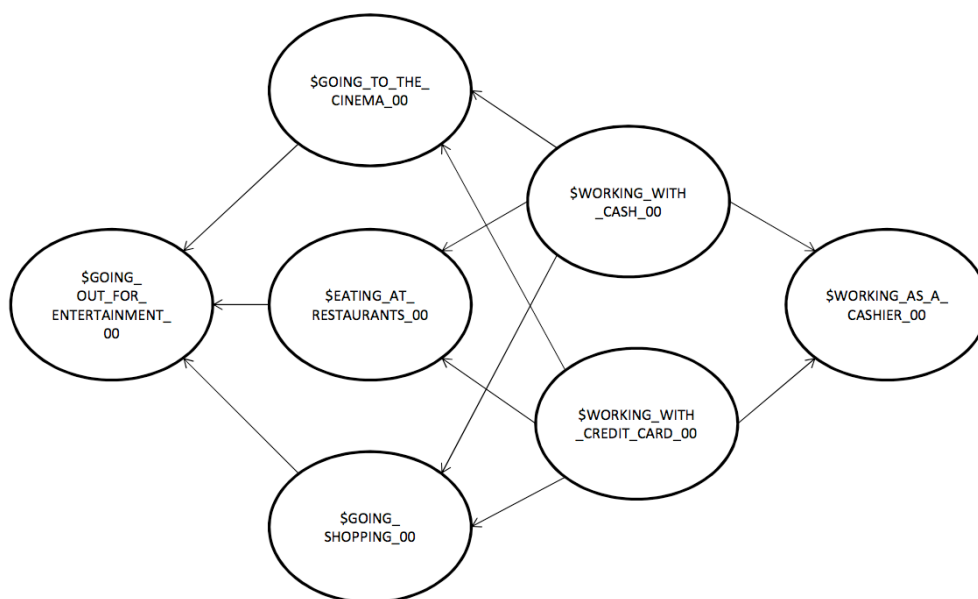 $GOING_TO_THE_
CINEMA_00
$WORKING_WITH
_CASH_00
$GOING_
OUT_FOR_
ENTERTAINMENT_
00
$EATING_AT_
RESTAURANTS_00
$WORKING_AS_A_
CASHIER_00
$WORKING_WITH
_CREDIT_CARD_00
$GOING_
SHOPPING_00